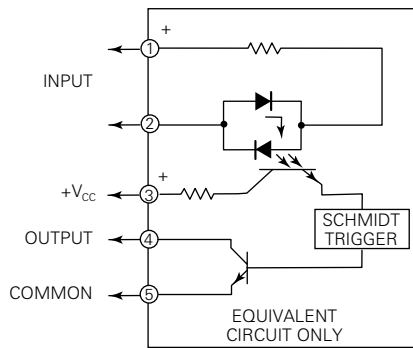 1 +
INPUT
2
+
+VCC 3
SCHMIDT
TRIGGER
OUTPUT 4
COMMON 5
EQUIVALENT
CIRCUIT ONLY